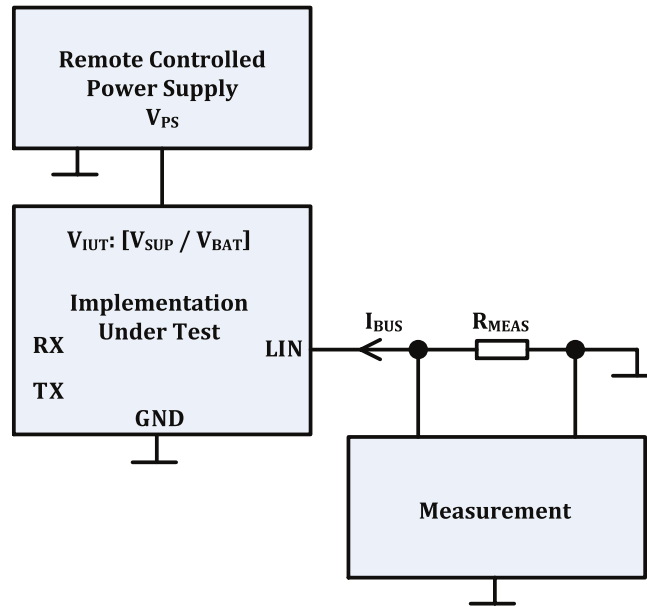 Remote Controlled
Power Supply
VPS
VIUT: [VSUP / VBAT]
Implementation
Under Test
RX
LIN
TX
GND
IBUS
RMEAS
Measurement